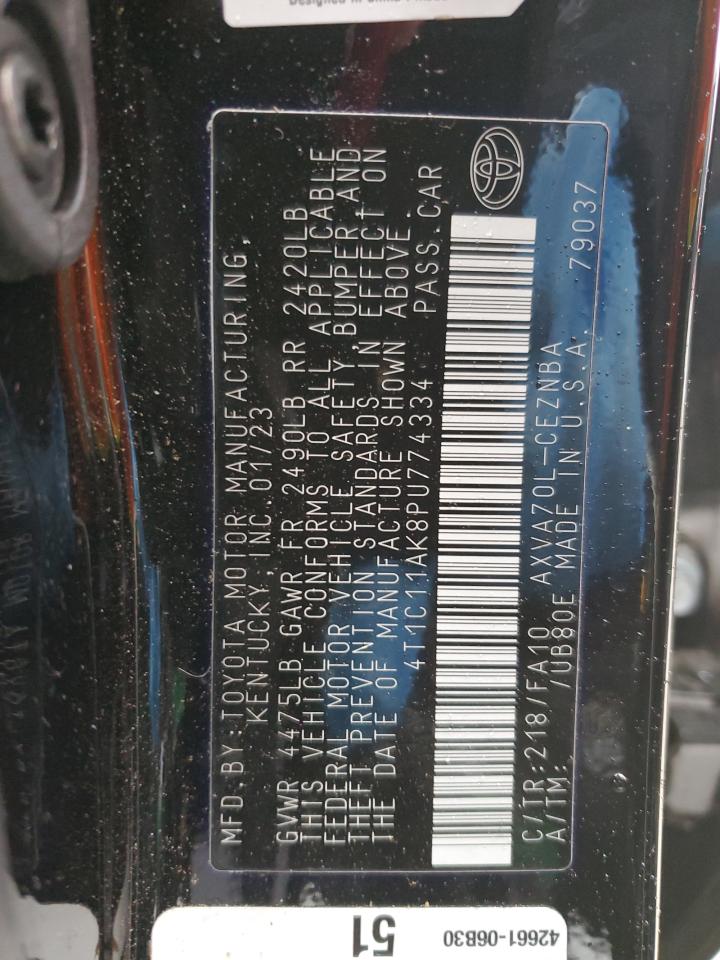 MFD.BY:TOYOTA MOTOR MANUFACTURING,
KENTUCKY, INC. 01/23
GVWR 4475LB GAWR FR 2490LB RR 2420LB
THIS VEHICLE CONFORMS TO ALL APPLICABLE
FEDERAL MOTOR VEHICLE SAFETY, BUMPER, AND
THEFT PREVENTION STANDARDS IN EFFECT ON
THE DATE OF MANUFACTURE SHOWN ABOVE.
4T1C11AK8PU774334 PASS.CAR
C/TR:218/FA10 AXVA70L-CEZNBA
A/TM: /UB80E MADE IN U.S.A. 79037
51
42661-06B30